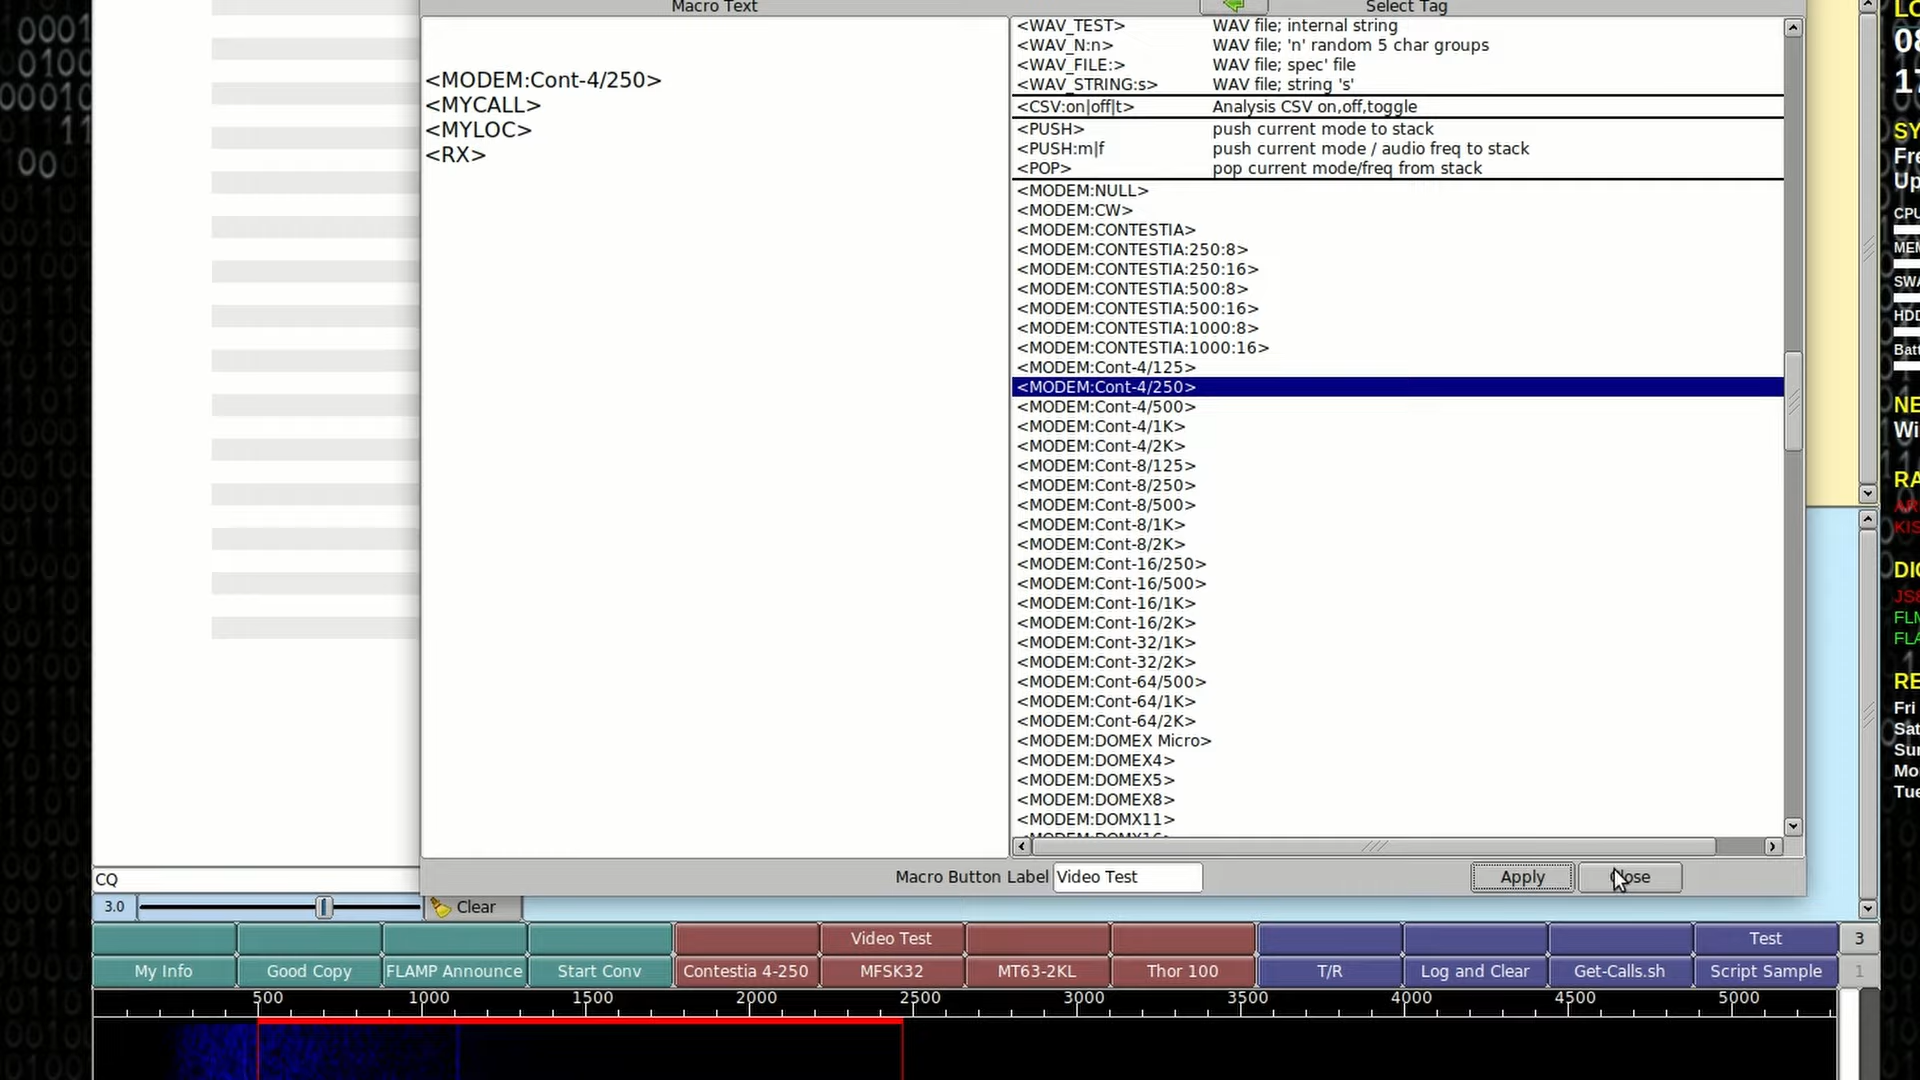 Macro Text
Select Tag
<MODEM:Cont-4/250>
<MYCALL>
<MYLOC>
<RX>
<WAV_TEST> WAV file; internal string
<WAV_N:n> WAV file; 'n' random 5 char groups
<WAV_FILE:> WAV file; spec' file
<WAV_STRING:s> WAV file; string 's'
<CSV:on|off|t> Analysis CSV on,off,toggle
<PUSH> push current mode to stack
<PUSH:m|f push current mode / audio freq to stack
<POP> pop current mode/freq from stack
<MODEM:NULL>
<MODEM:CW>
<MODEM:CONTESTIA>
<MODEM:CONTESTIA:250:8>
<MODEM:CONTESTIA:250:16>
<MODEM:CONTESTIA:500:8>
<MODEM:CONTESTIA:500:16>
<MODEM:CONTESTIA:1000:8>
<MODEM:CONTESTIA:1000:16>
<MODEM:Cont-4/125>
<MODEM:Cont-4/250>
<MODEM:Cont-4/500>
<MODEM:Cont-4/1K>
<MODEM:Cont-4/2K>
<MODEM:Cont-8/125>
<MODEM:Cont-8/250>
<MODEM:Cont-8/500>
<MODEM:Cont-8/1K>
<MODEM:Cont-8/2K>
<MODEM:Cont-16/250>
<MODEM:Cont-16/500>
<MODEM:Cont-16/1K>
<MODEM:Cont-16/2K>
<MODEM:Cont-32/1K>
<MODEM:Cont-32/2K>
<MODEM:Cont-64/500>
<MODEM:Cont-64/1K>
<MODEM:Cont-64/2K>
<MODEM:DOMEX Micro>
<MODEM:DOMEX4>
<MODEM:DOMEX5>
<MODEM:DOMEX8>
<MODEM:DOMX11>
Macro Button Label Video Test Apply Close
CQ
3.0 Clear
Video Test Test 3
My Info Good Copy FLAMP Announce Start Conv Contestia 4-250 MFSK32 MT63-2KL Thor 100 T/R Log and Clear Get-Calls.sh Script Sample 1
500 1000 1500 2000 2500 3000 3500 4000 4500 5000
CPU
Fri